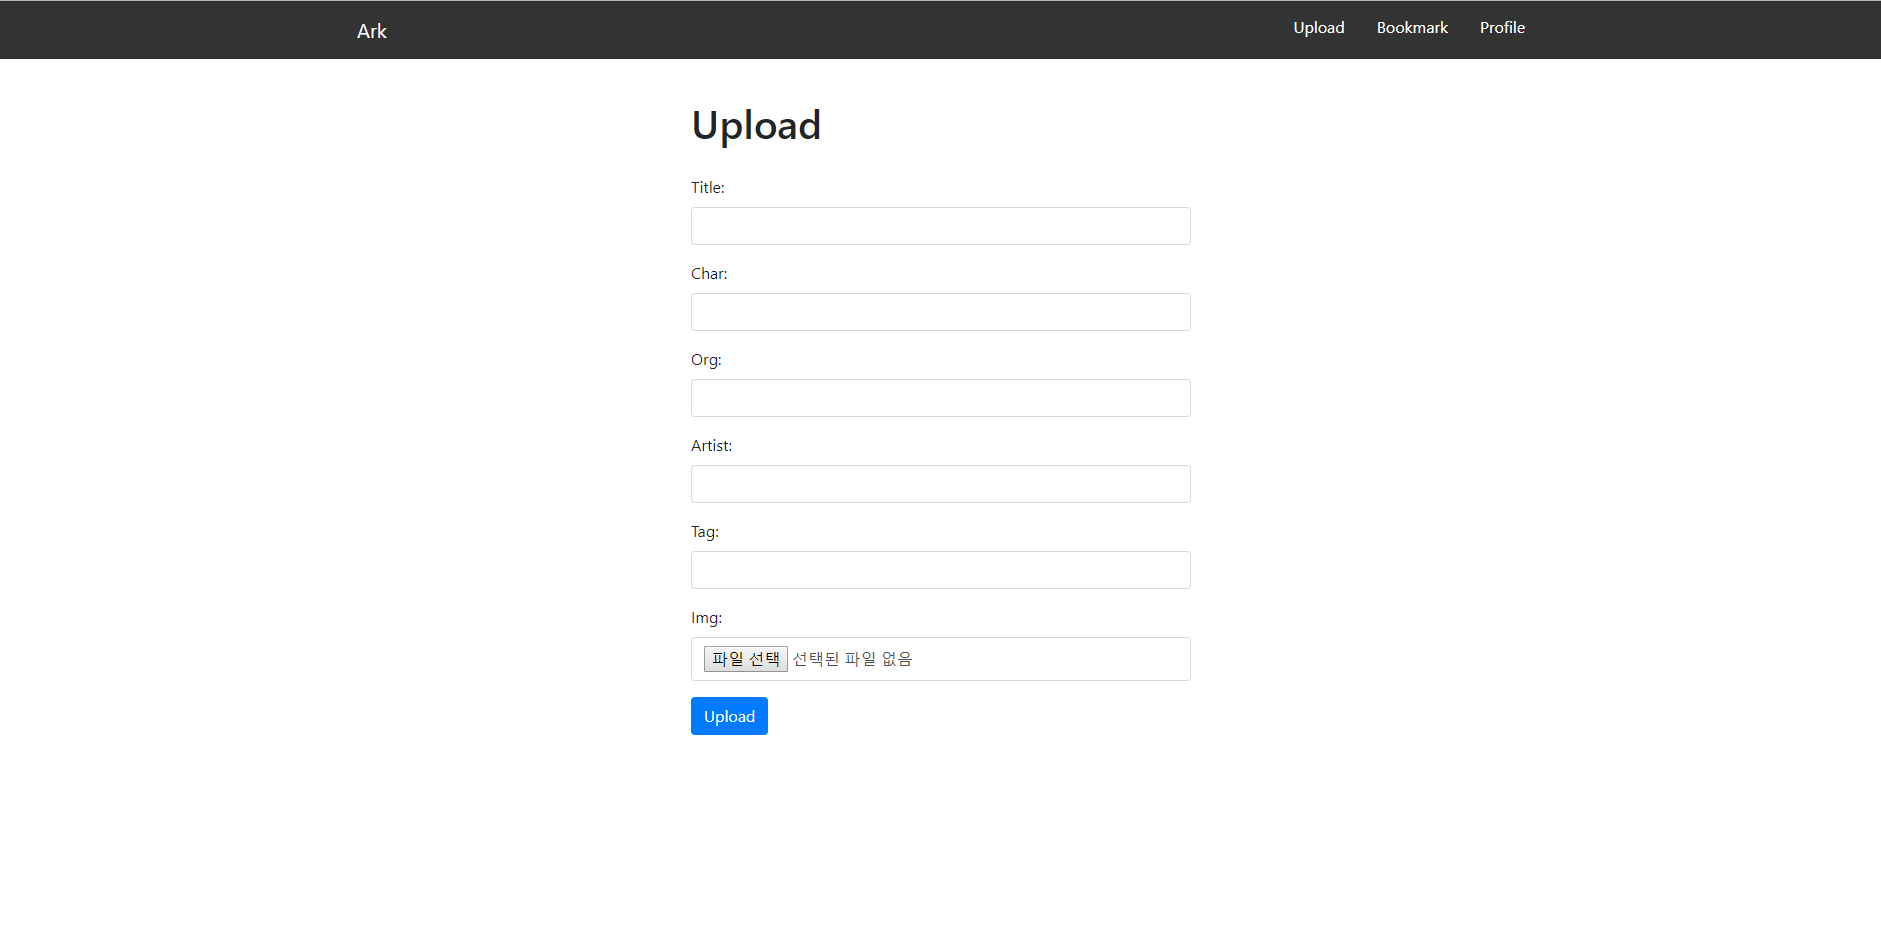 Ark Upload Bookmark Profile
Upload
Title:
Char:
Org:
Artist:
Tag:
Img:
파일 선택 선택된 파일 없음
Upload